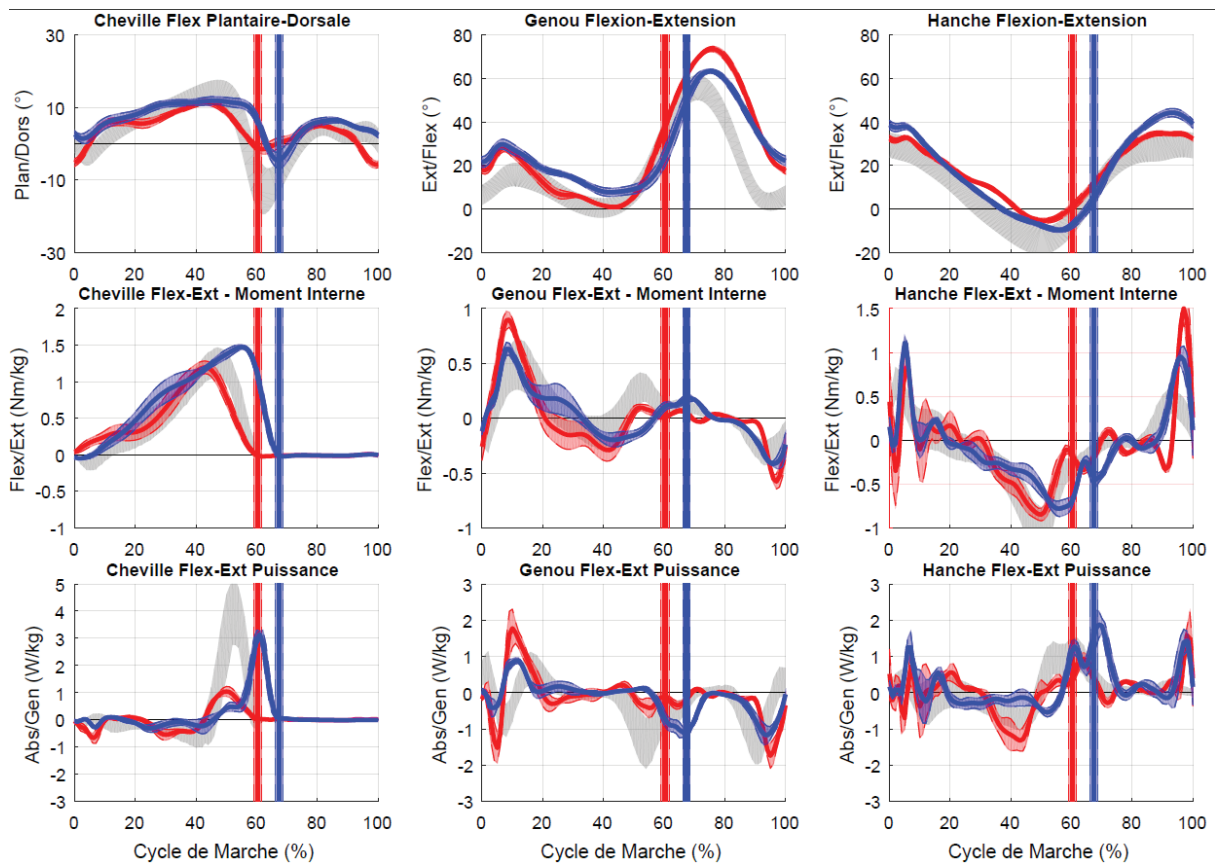 Cheville Flex Plantaire-Dorsale
Genou Flexion-Extension
Hanche Flexion-Extension
Plan/Dors (°)
30
10
-10
-30
0 20 40 60 80 100
Ext/Flex (°)
80
60
40
20
0
-20
0 20 40 60 80 100
Ext/Flex (°)
80
60
40
20
0
-20
0 20 40 60 80 100
Cheville Flex-Ext - Moment Interne
Genou Flex-Ext - Moment Interne
Hanche Flex-Ext - Moment Interne
Flex/Ext (Nm/kg)
2
1.5
1
0.5
0
-0.5
-1
0 20 40 60 80 100
Flex/Ext (Nm/kg)
1
0.5
0
-0.5
-1
0 20 40 60 80 100
Flex/Ext (Nm/kg)
1.5
1
0.5
0
-0.5
-1
0 20 40 60 80 100
Cheville Flex-Ext Puissance
Genou Flex-Ext Puissance
Hanche Flex-Ext Puissance
Abs/Gen (W/kg)
5
4
3
2
1
0
-1
-2
-3
0 20 40 60 80 100
Cycle de Marche (%)
Abs/Gen (W/kg)
3
2
1
0
-1
-2
-3
0 20 40 60 80 100
Cycle de Marche (%)
Abs/Gen (W/kg)
3
2
1
0
-1
-2
-3
0 20 40 60 80 100
Cycle de Marche (%)